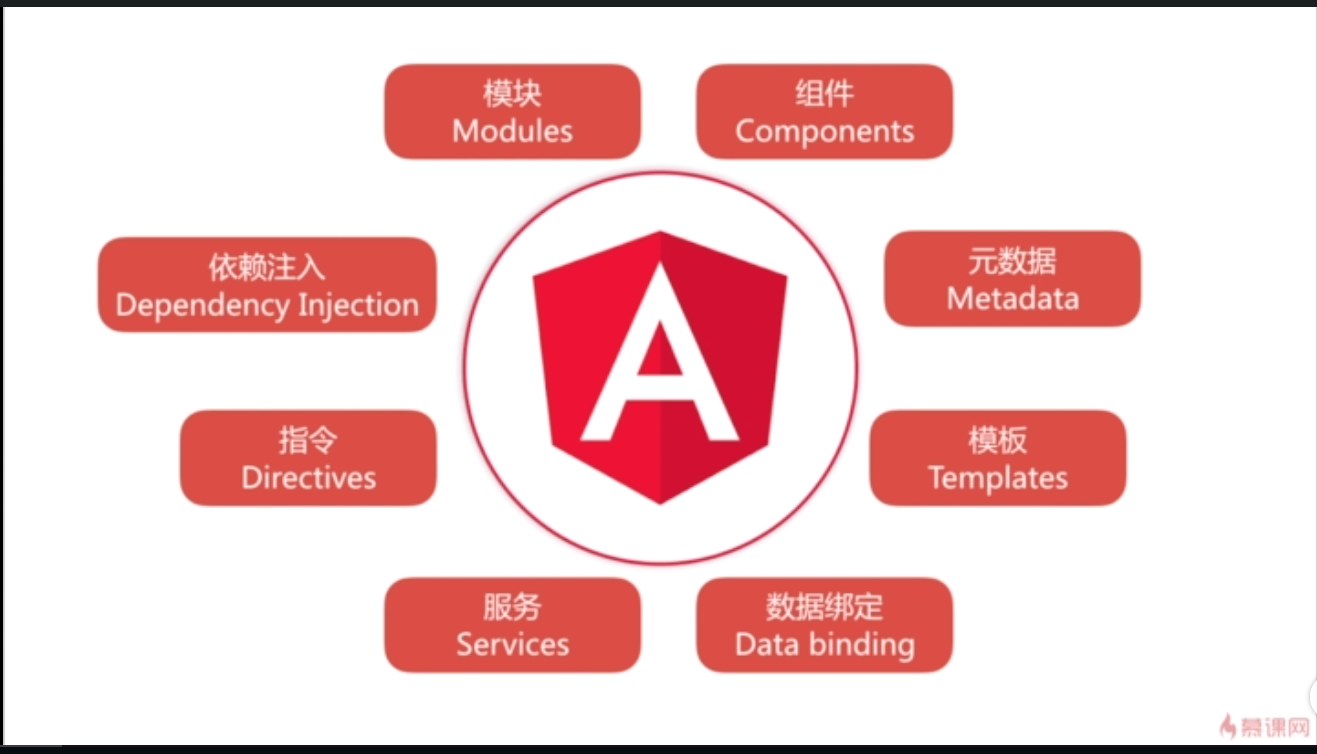 模块
Modules
组件
Components
依赖注入
Dependency Injection
元数据
Metadata
指令
Directives
模板
Templates
服务
Services
数据绑定
Data binding
慕课网